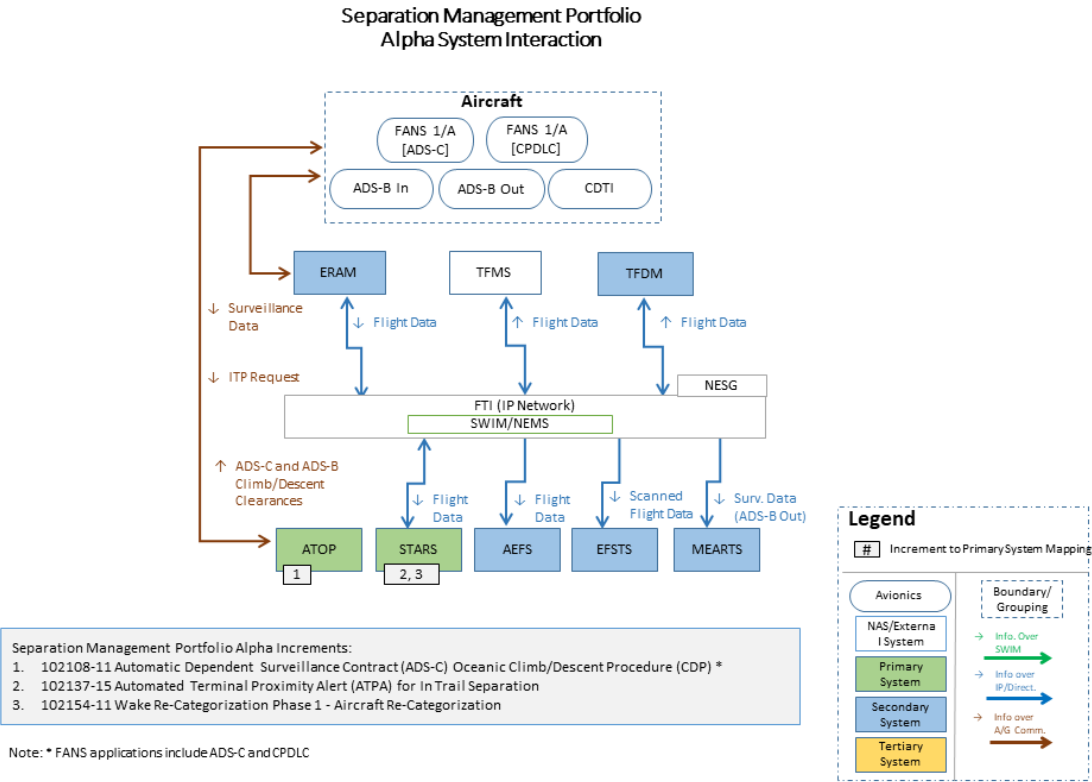 Separation Management Portfolio
Alpha System Interaction
Aircraft
FANS 1/A
[ADS-C]
FANS 1/A
[CPDLC]
ADS-B In
ADS-B Out
CDTI
ERAM
TFMS
TFDM
↓ Surveillance
Data
↓ Flight Data
↑ Flight Data
↑ Flight Data
↓ ITP Request
NESG
FTI (IP Network)
SWIM/NEMS
↑ ADS-C and ADS-B
Climb/Descent
Clearances
↓ Flight
Data
↓ Flight
Data
↓ Scanned
Flight Data
↓ Surv. Data
(ADS-B Out)
ATOP
STARS
AEFS
EFSTS
MEARTS
1
2, 3
Legend
# Increment to Primary System Mapping
Avionics
Boundary/
Grouping
NAS/Externa
l System
→ Info. Over
SWIM
Primary
System
→ Info over
IP/Direct.
Secondary
System
→ Info over
A/G Comm.
Tertiary
System
Separation Management Portfolio Alpha Increments:
1. 102108-11 Automatic Dependent Surveillance Contract (ADS-C) Oceanic Climb/Descent Procedure (CDP) *
2. 102137-15 Automated Terminal Proximity Alert (ATPA) for In Trail Separation
3. 102154-11 Wake Re-Categorization Phase 1 - Aircraft Re-Categorization
Note: * FANS applications include ADS-C and CPDLC